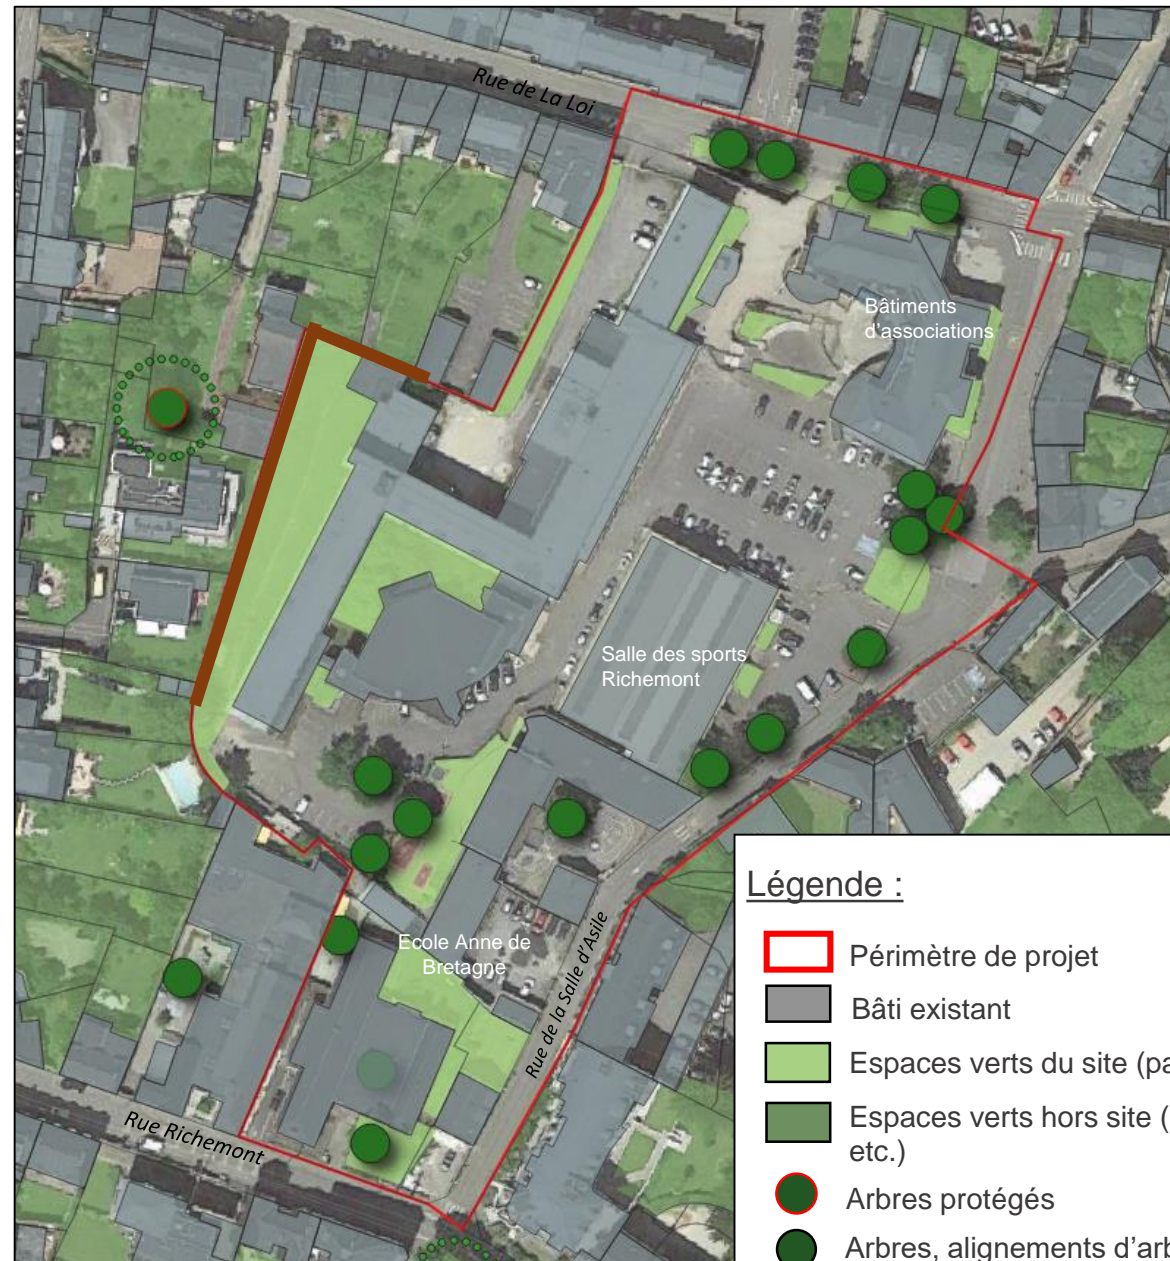 Rue de La Loi
Bâtiments
d'associations
Salle des sports
Richemont
Ecole Anne de
Bretagne
Rue de la Salle d'Asile
Rue Richemont
Légende :
Périmètre de projet
Bâti existant
Espaces verts du site (pa
Espaces verts hors site (
etc.)
Arbres protégés
Arbres, alignements d'arb